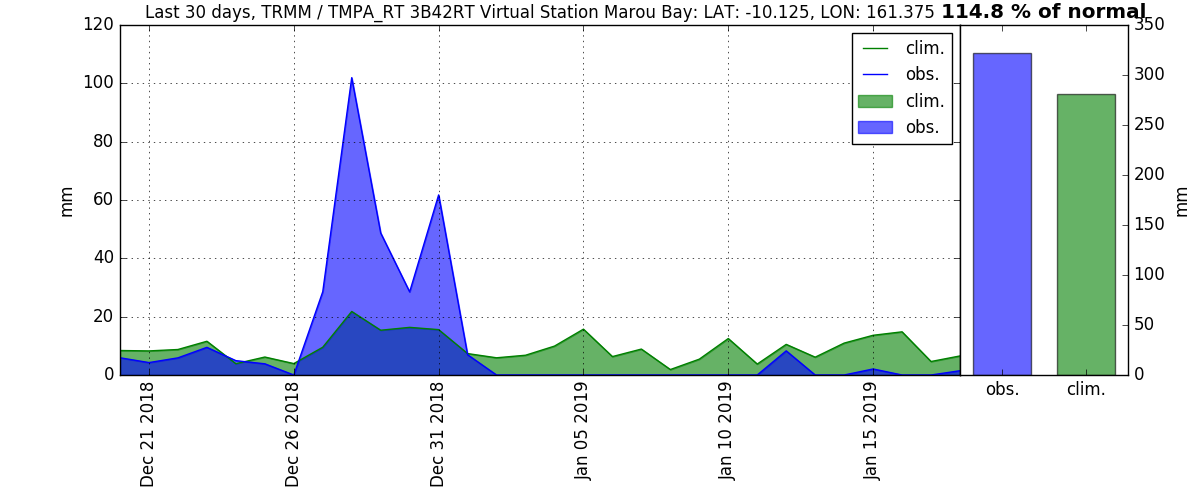 Last 30 days, TRMM / TMPA_RT 3B42RT Virtual Station Marou Bay: LAT: -10.125, LON: 161.375 114.8 % of normal
120
100
80
60
40
20
0
mm
clim.
obs.
clim.
obs.
350
300
250
200
150
100
50
0
mm
Dec 21 2018
Dec 26 2018
Dec 31 2018
Jan 05 2019
Jan 10 2019
Jan 15 2019
obs.
clim.